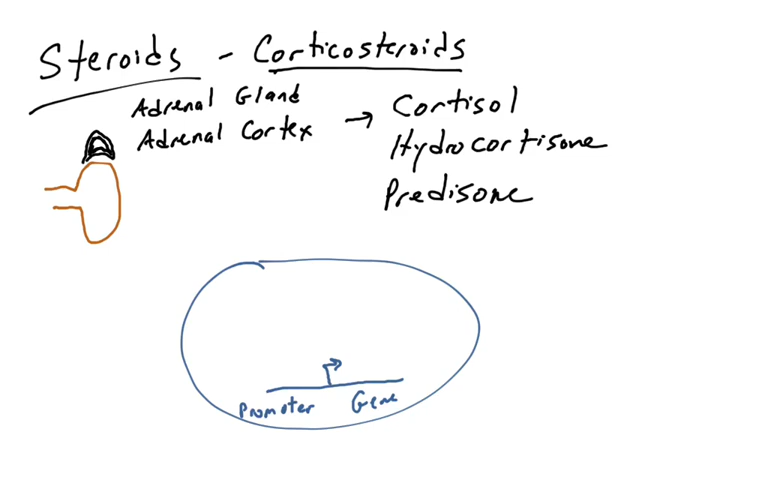 Steroids - Corticosteroids
Adrenal Gland
Adrenal Cortex → Cortisol
Hydrocortisone
Predisone
Promoter Gene